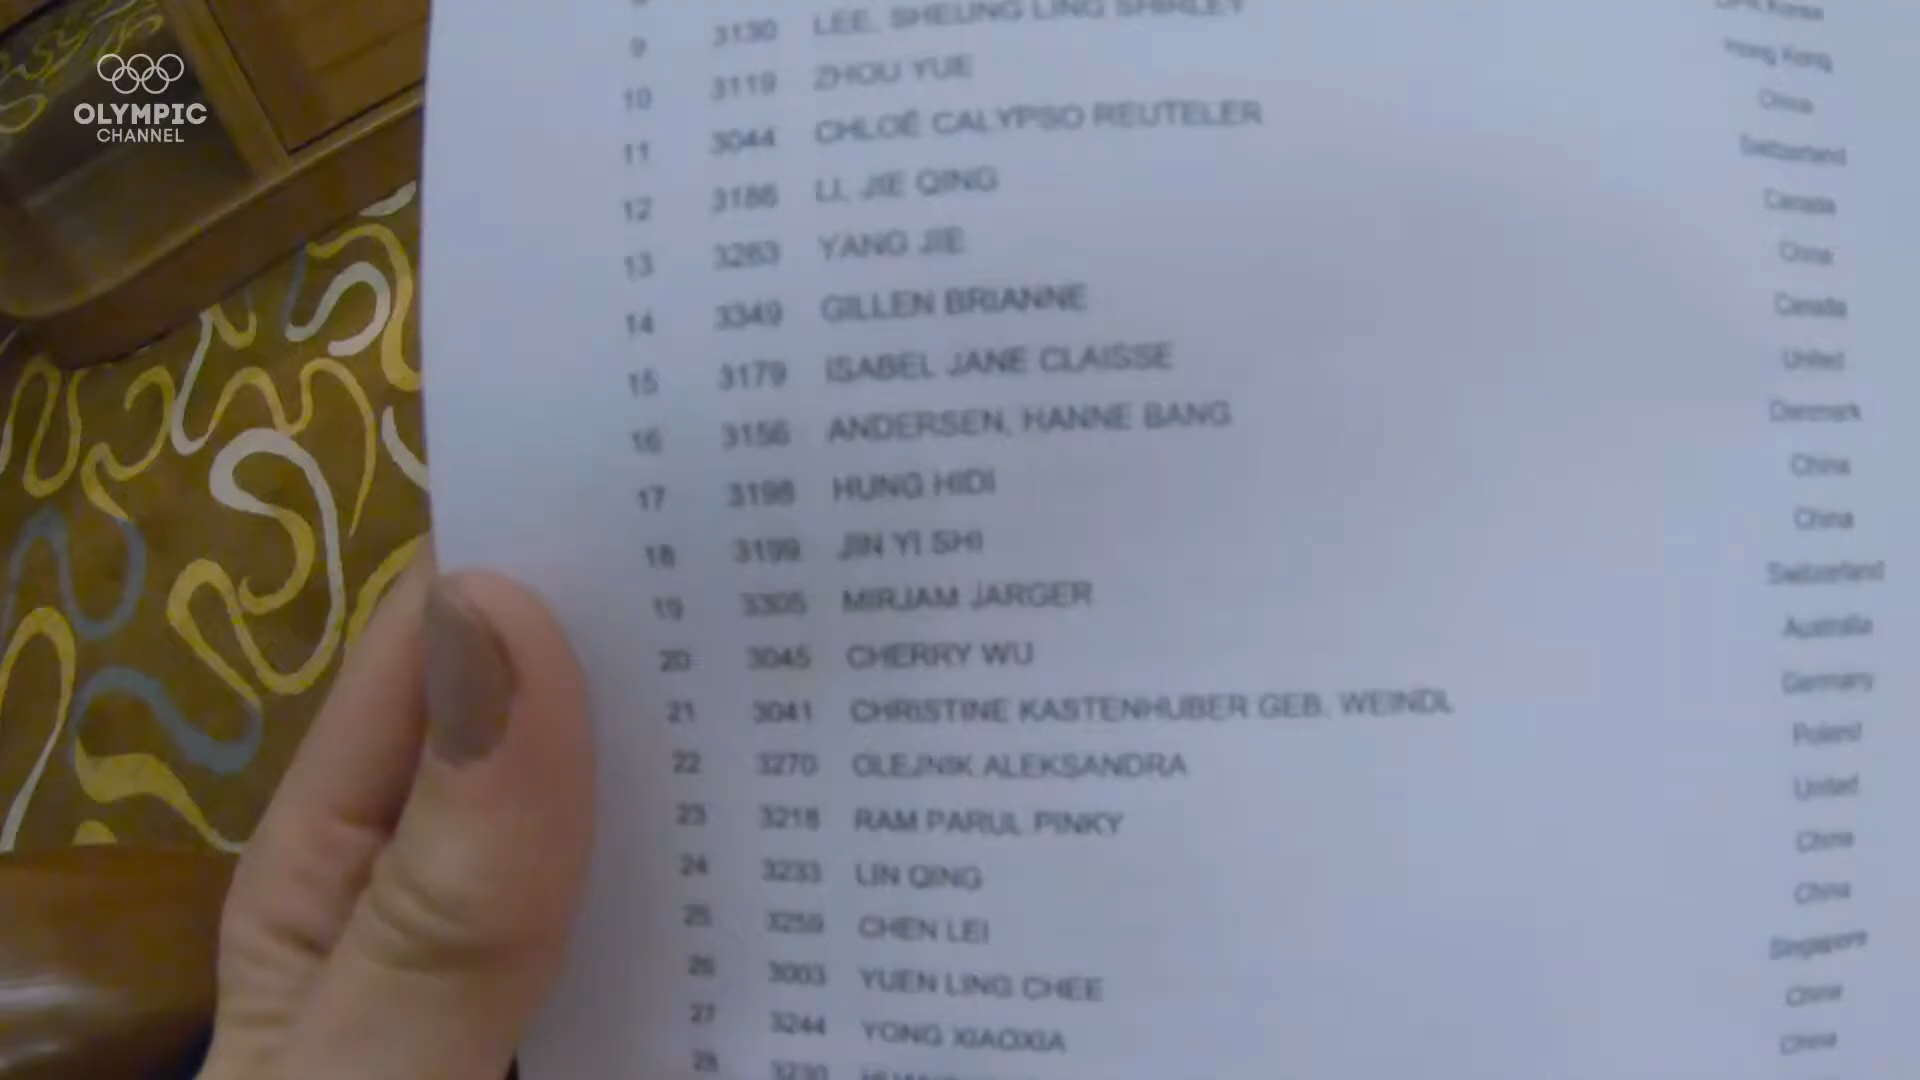 OLYMPIC
CHANNEL
DPR Korea
9 3130 LEE, SHEUNG LING SHIRLEY Hong Kong
10 3119 ZHOU YUE China
11 3044 CHLOÉ CALYPSO REUTELER Switzerland
12 3186 LI, JIE QING Canada
13 3263 YANG JIE China
14 3349 GILLEN BRIANNE Canada
15 3179 ISABEL JANE CLAISSE United
16 3156 ANDERSEN, HANNE BANG Denmark
17 3198 HUNG HIDI China
18 3199 JIN YI SHI China
19 3305 MIRJAM JARGER Switzerland
20 3045 CHERRY WU Australia
21 3041 CHRISTINE KASTENHUBER GEB. WEINDL Germany
22 3270 OLEJNIK ALEKSANDRA Poland
23 3218 RAM PARUL PINKY United
24 3233 LIN QING China
25 3259 CHEN LEI China
26 3003 YUEN LING CHEE Singapore
27 3244 YONG XIAOXIA China
28 3230 China